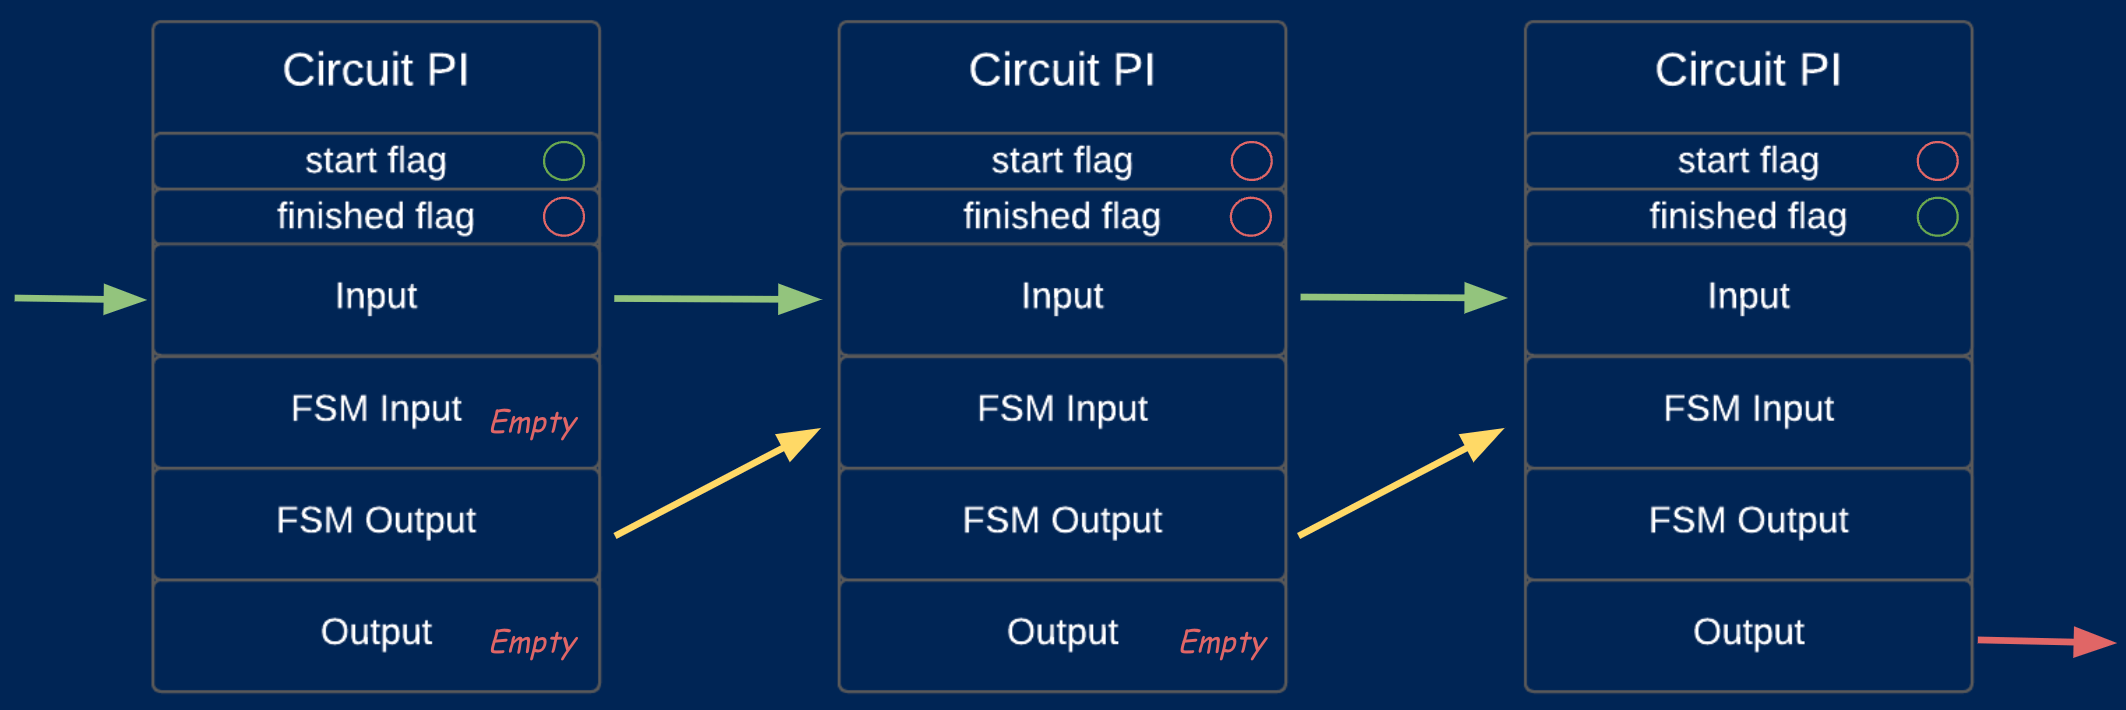 Circuit PI
start flag
finished flag
Input
FSM Input Empty
FSM Output
Output Empty
Circuit PI
start flag
finished flag
Input
FSM Input
FSM Output
Output Empty
Circuit PI
start flag
finished flag
Input
FSM Input
FSM Output
Output